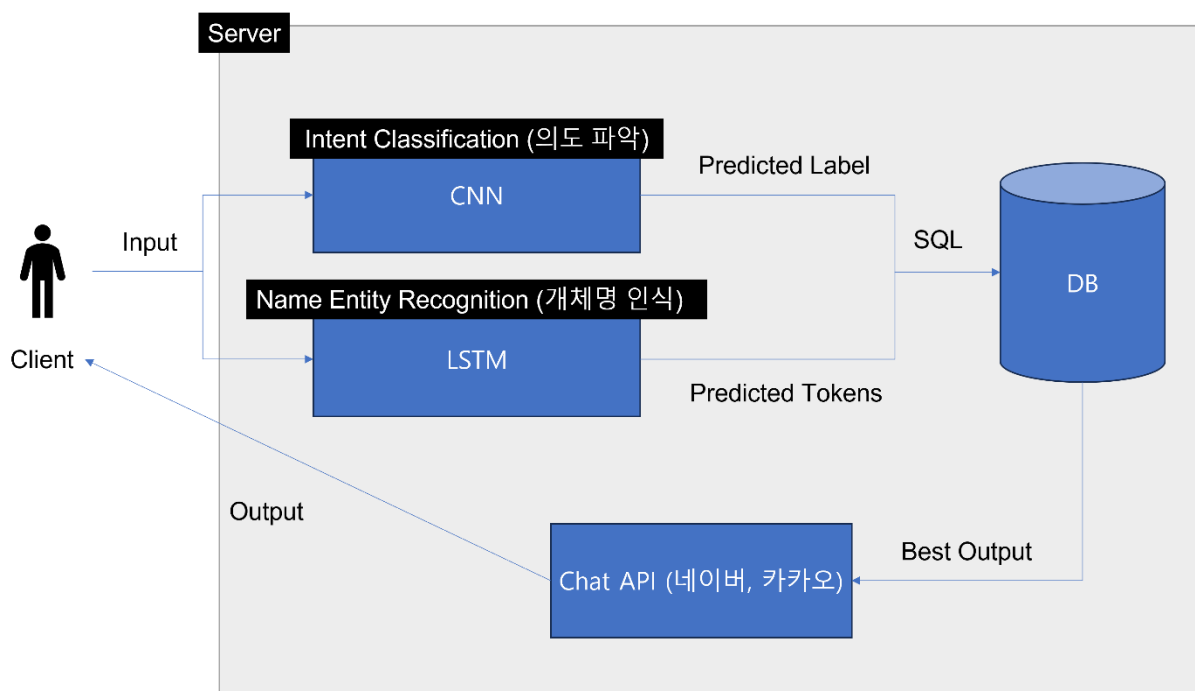 Server
Intent Classification (의도 파악)
CNN
Predicted Label
Input
SQL
Name Entity Recognition (개체명 인식)
DB
LSTM
Client
Predicted Tokens
Output
Best Output
Chat API (네이버, 카카오)